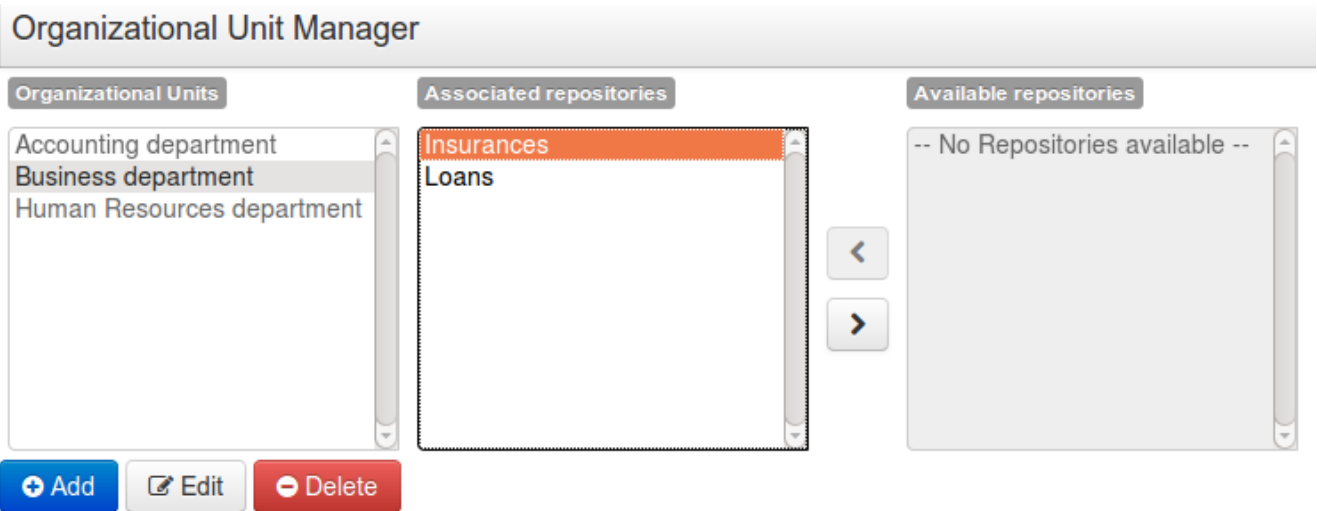 Organizational Unit Manager
Organizational Units
Associated repositories
Available repositories
Accounting department
Business department
Human Resources department
Insurances
Loans
-- No Repositories available --
Add
Edit
Delete